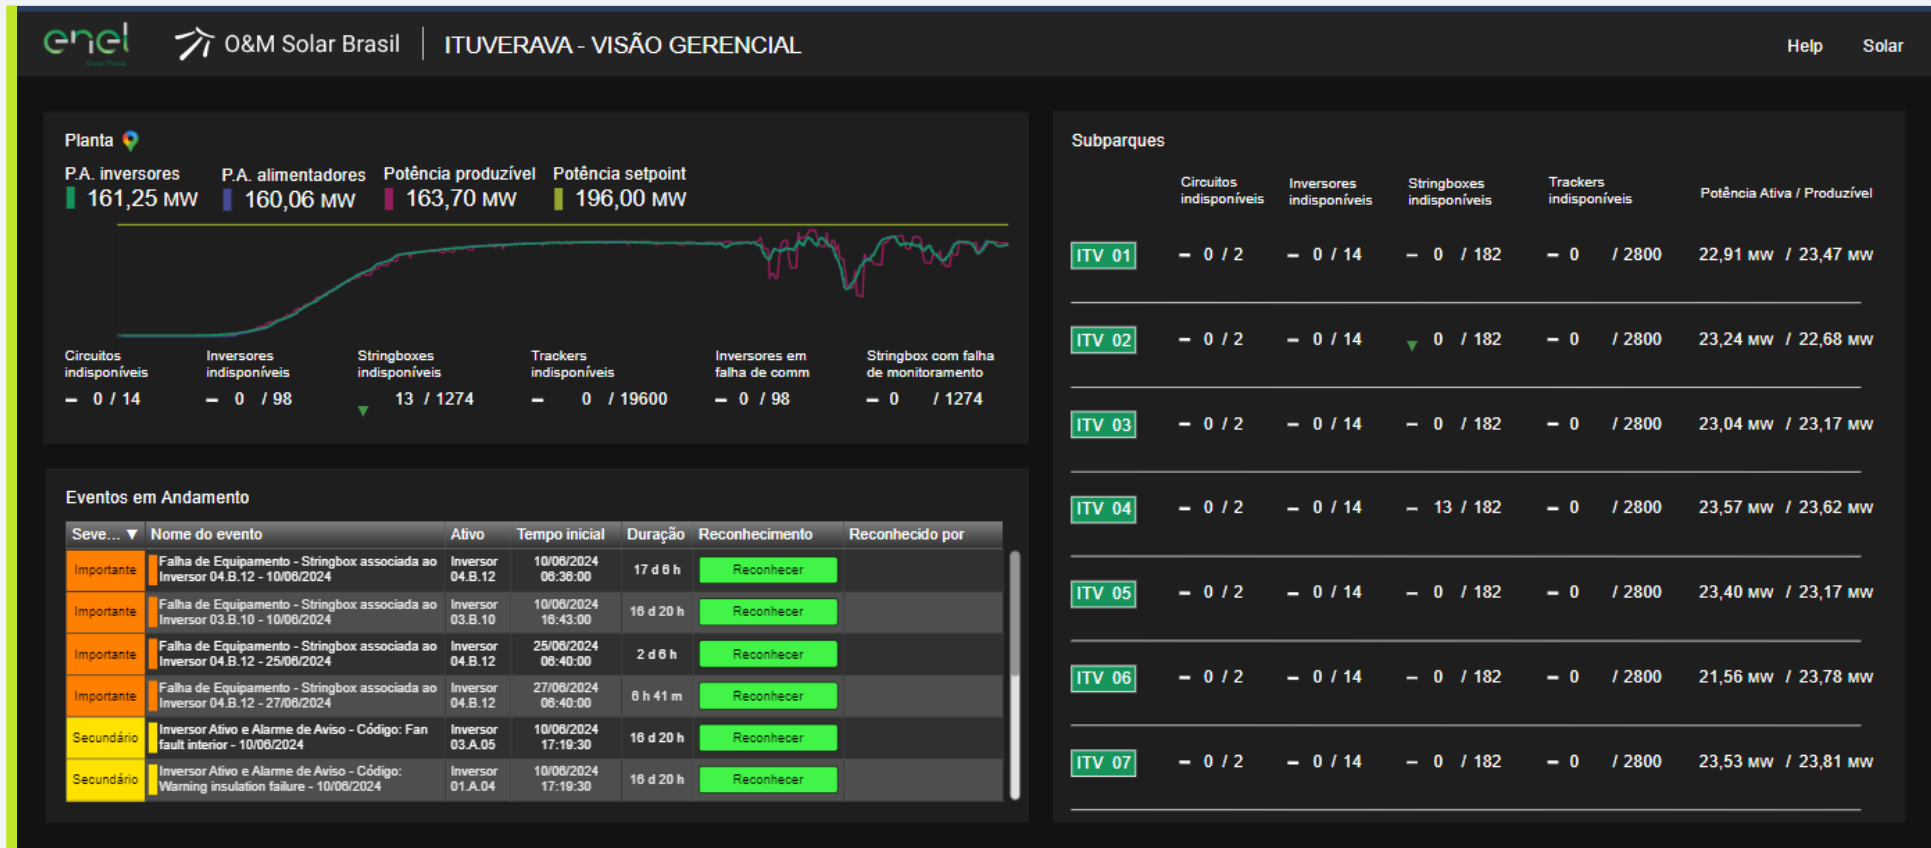 enel
Green Power
O&M Solar Brasil
ITUVERAVA - VISÃO GERENCIAL
Help
Solar
Planta
P.A. inversores
161,25 MW
P.A. alimentadores
160,06 MW
Potência produzível
163,70 MW
Potência setpoint
196,00 MW
Circuitos
indisponíveis
0 / 14
Inversores
indisponíveis
0 / 98
Stringboxes
indisponíveis
▼ 13 / 1274
Trackers
indisponíveis
0 / 19600
Inversores em
falha de comm
0 / 98
Stringbox com falha
de monitoramento
0 / 1274
Eventos em Andamento
Seve... ▼ Nome do evento Ativo Tempo inicial Duração Reconhecimento Reconhecido por
Importante
Falha de Equipamento - Stringbox associada ao
Inversor 04.B.12 - 10/06/2024
Inversor
04.B.12
10/06/2024
06:36:00
17 d 6 h
Reconhecer
Importante
Falha de Equipamento - Stringbox associada ao
Inversor 03.B.10 - 10/06/2024
Inversor
03.B.10
10/06/2024
16:43:00
16 d 20 h
Reconhecer
Importante
Falha de Equipamento - Stringbox associada ao
Inversor 04.B.12 - 25/06/2024
Inversor
04.B.12
25/06/2024
06:40:00
2 d 6 h
Reconhecer
Importante
Falha de Equipamento - Stringbox associada ao
Inversor 04.B.12 - 27/06/2024
Inversor
04.B.12
27/06/2024
06:40:00
6 h 41 m
Reconhecer
Secundário
Inversor Ativo e Alarme de Aviso - Código: Fan
fault interior - 10/06/2024
Inversor
03.A.05
10/06/2024
17:19:30
16 d 20 h
Reconhecer
Secundário
Inversor Ativo e Alarme de Aviso - Código:
Warning insulation failure - 10/06/2024
Inversor
01.A.04
10/06/2024
17:19:30
16 d 20 h
Reconhecer
Subparques
Circuitos
indisponíveis
Inversores
indisponíveis
Stringboxes
indisponíveis
Trackers
indisponíveis
Potência Ativa / Produzível
ITV 01 – 0 / 2 – 0 / 14 – 0 / 182 – 0 / 2800 22,91 MW / 23,47 MW
ITV 02 – 0 / 2 – 0 / 14 ▼ 0 / 182 – 0 / 2800 23,24 MW / 22,68 MW
ITV 03 – 0 / 2 – 0 / 14 – 0 / 182 – 0 / 2800 23,04 MW / 23,17 MW
ITV 04 – 0 / 2 – 0 / 14 – 13 / 182 – 0 / 2800 23,57 MW / 23,62 MW
ITV 05 – 0 / 2 – 0 / 14 – 0 / 182 – 0 / 2800 23,40 MW / 23,17 MW
ITV 06 – 0 / 2 – 0 / 14 – 0 / 182 – 0 / 2800 21,56 MW / 23,78 MW
ITV 07 – 0 / 2 – 0 / 14 – 0 / 182 – 0 / 2800 23,53 MW / 23,81 MW